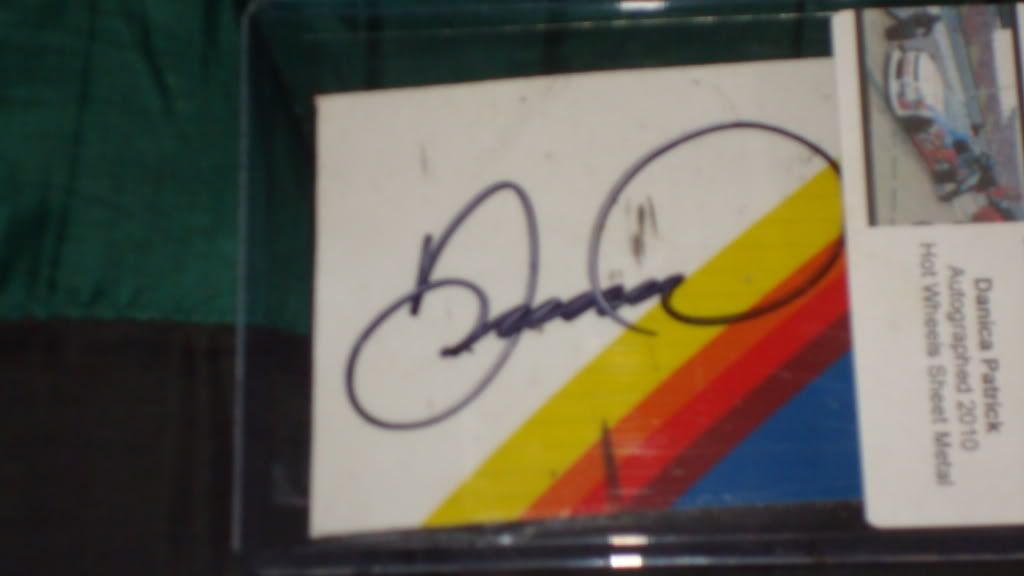 Danica Patrick
Autographed 2010
Hot Wheels Sheet Metal